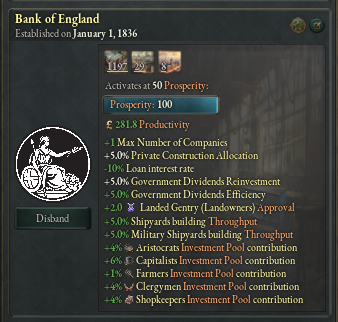 Bank of England
Established on January 1, 1836
1197 29 8
Activates at 50 Prosperity:
Prosperity: 100
£ 281.8 Productivity
+1 Max Number of Companies
+5.0% Private Construction Allocation
-10% Loan interest rate
+5.0% Government Dividends Reinvestment
+5.0% Government Dividends Efficiency
+2.0 Landed Gentry (Landowners) Approval
+5.0% Shipyards building Throughput
+5.0% Military Shipyards building Throughput
+4% Aristocrats Investment Pool contribution
+6% Capitalists Investment Pool contribution
+1% Farmers Investment Pool contribution
+4% Clergymen Investment Pool contribution
+4% Shopkeepers Investment Pool contribution
Disband